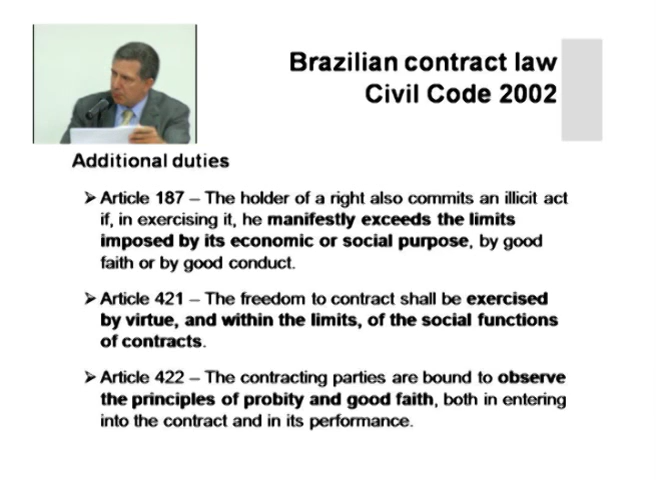 Brazilian contract law
Civil Code 2002
Additional duties
➢ Article 187 – The holder of a right also commits an illicit act
if, in exercising it, he manifestly exceeds the limits
imposed by its economic or social purpose, by good
faith or by good conduct.
➢ Article 421 – The freedom to contract shall be exercised
by virtue, and within the limits, of the social functions
of contracts.
➢ Article 422 – The contracting parties are bound to observe
the principles of probity and good faith, both in entering
into the contract and in its performance.